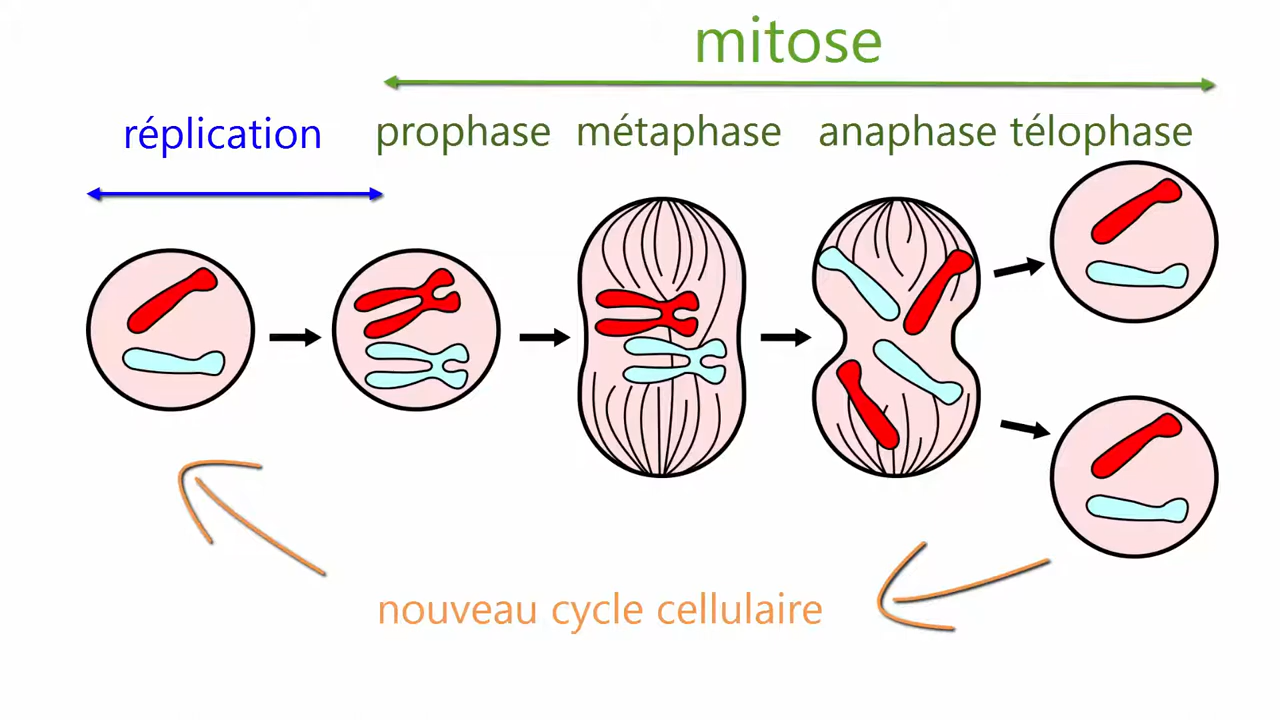 mitose
réplication
prophase métaphase anaphase télophase
nouveau cycle cellulaire